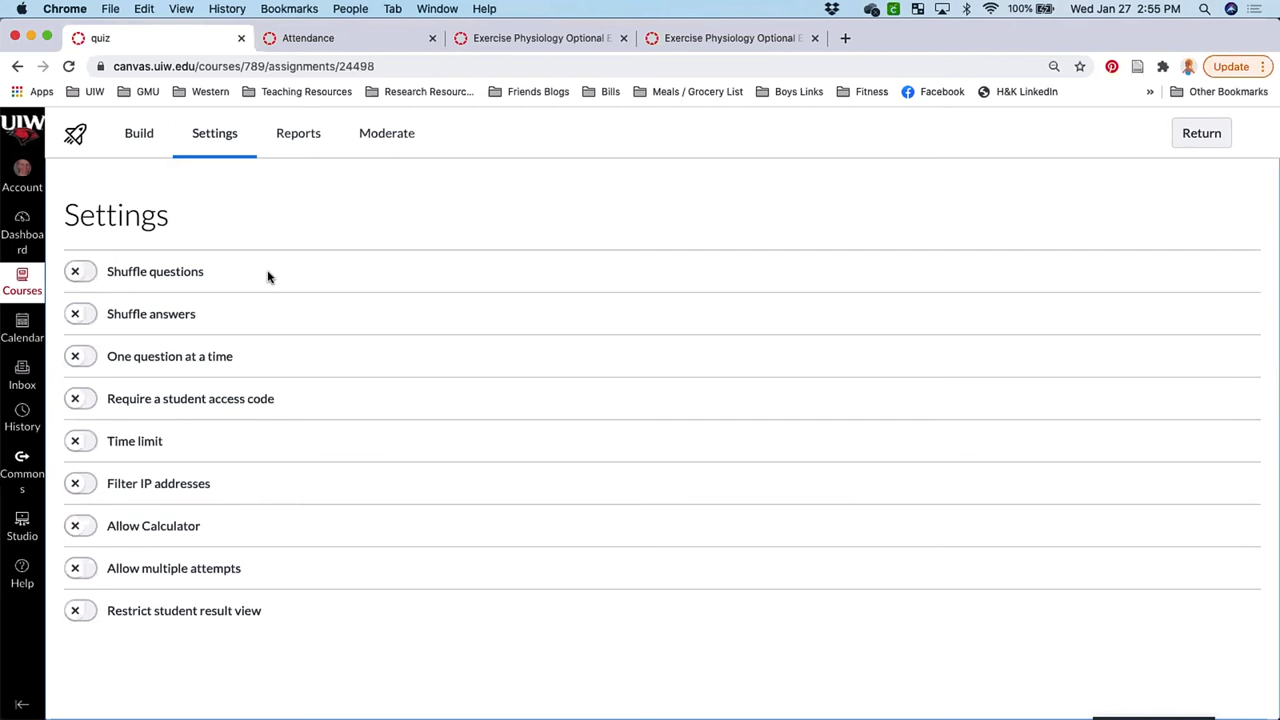 Chrome File Edit View History Bookmarks People Tab Window Help 100% Wed Jan 27 2:55 PM
quiz Attendance Exercise Physiology Optional E Exercise Physiology Optional E
canvas.uiw.edu/courses/789/assignments/24498 Update
Apps UIW GMU Western Teaching Resources Research Resourc... Friends Blogs Bills Meals / Grocery List Boys Links Fitness Facebook H&K LinkedIn » Other Bookmarks
UIW
Build Settings Reports Moderate Return
Account
Dashboa
rd
Courses
Calendar
Inbox
History
Common
s
Studio
Help
Settings
Shuffle questions
Shuffle answers
One question at a time
Require a student access code
Time limit
Filter IP addresses
Allow Calculator
Allow multiple attempts
Restrict student result view